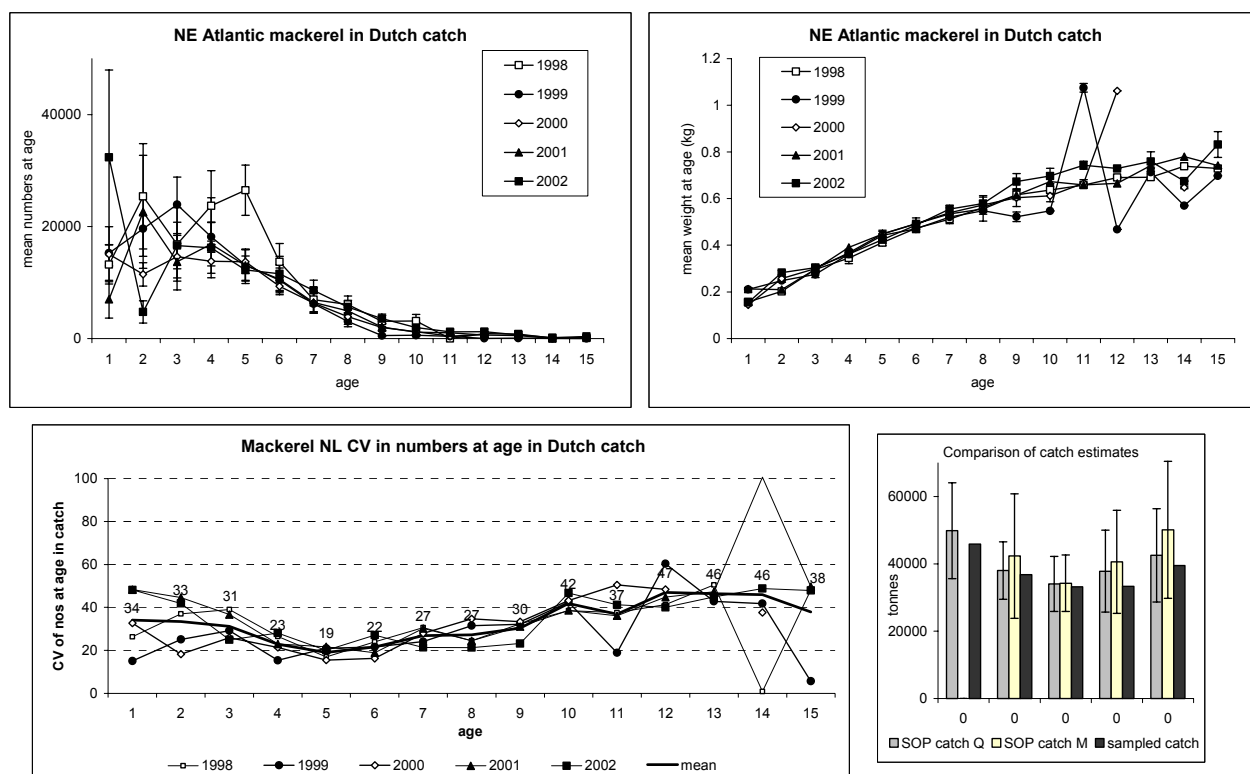 NE Atlantic mackerel in Dutch catch
mean numbers at age
40000
20000
0
1998
1999
2000
2001
2002
1 2 3 4 5 6 7 8 9 10 11 12 13 14 15
age
NE Atlantic mackerel in Dutch catch
mean weight at age (kg)
1.2
1
0.8
0.6
0.4
0.2
0
1998
1999
2000
2001
2002
1 2 3 4 5 6 7 8 9 10 11 12 13 14 15
age
Mackerel NL CV in numbers at age in Dutch catch
CV of nos at age in catch
100
80
60
40
20
0
34 33 31 23 19 22 27 27 30 42 37 47 46 46 38
1 2 3 4 5 6 7 8 9 10 11 12 13 14 15
age
1998 1999 2000 2001 2002 mean
Comparison of catch estimates
tonnes
60000
40000
20000
0
0 0 0 0 0
SOP catch Q SOP catch M sampled catch